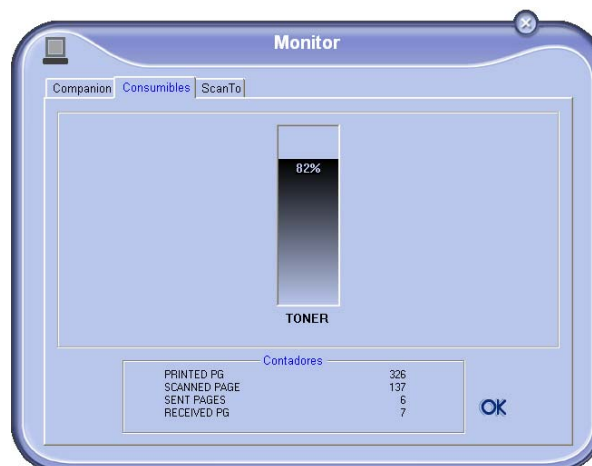 Monitor
Companion Consumibles ScanTo
82%
TONER
Contadores
PRINTED PG 326
SCANNED PAGE 137
SENT PAGES 6
RECEIVED PG 7
OK